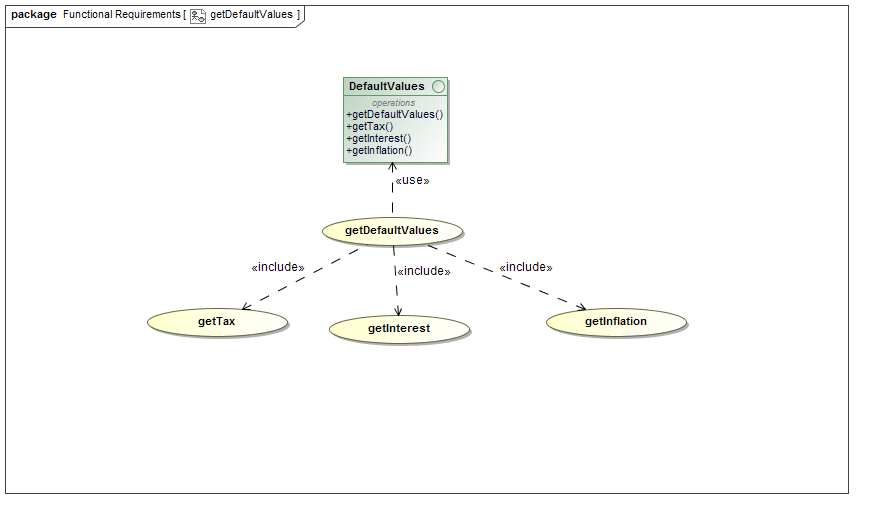 package Functional Requirements [ getDefaultValues ]
DefaultValues
operations
+getDefaultValues()
+getTax()
+getInterest()
+getInflation()
«use»
getDefaultValues
«include»
«include»
«include»
getTax
getInterest
getInflation